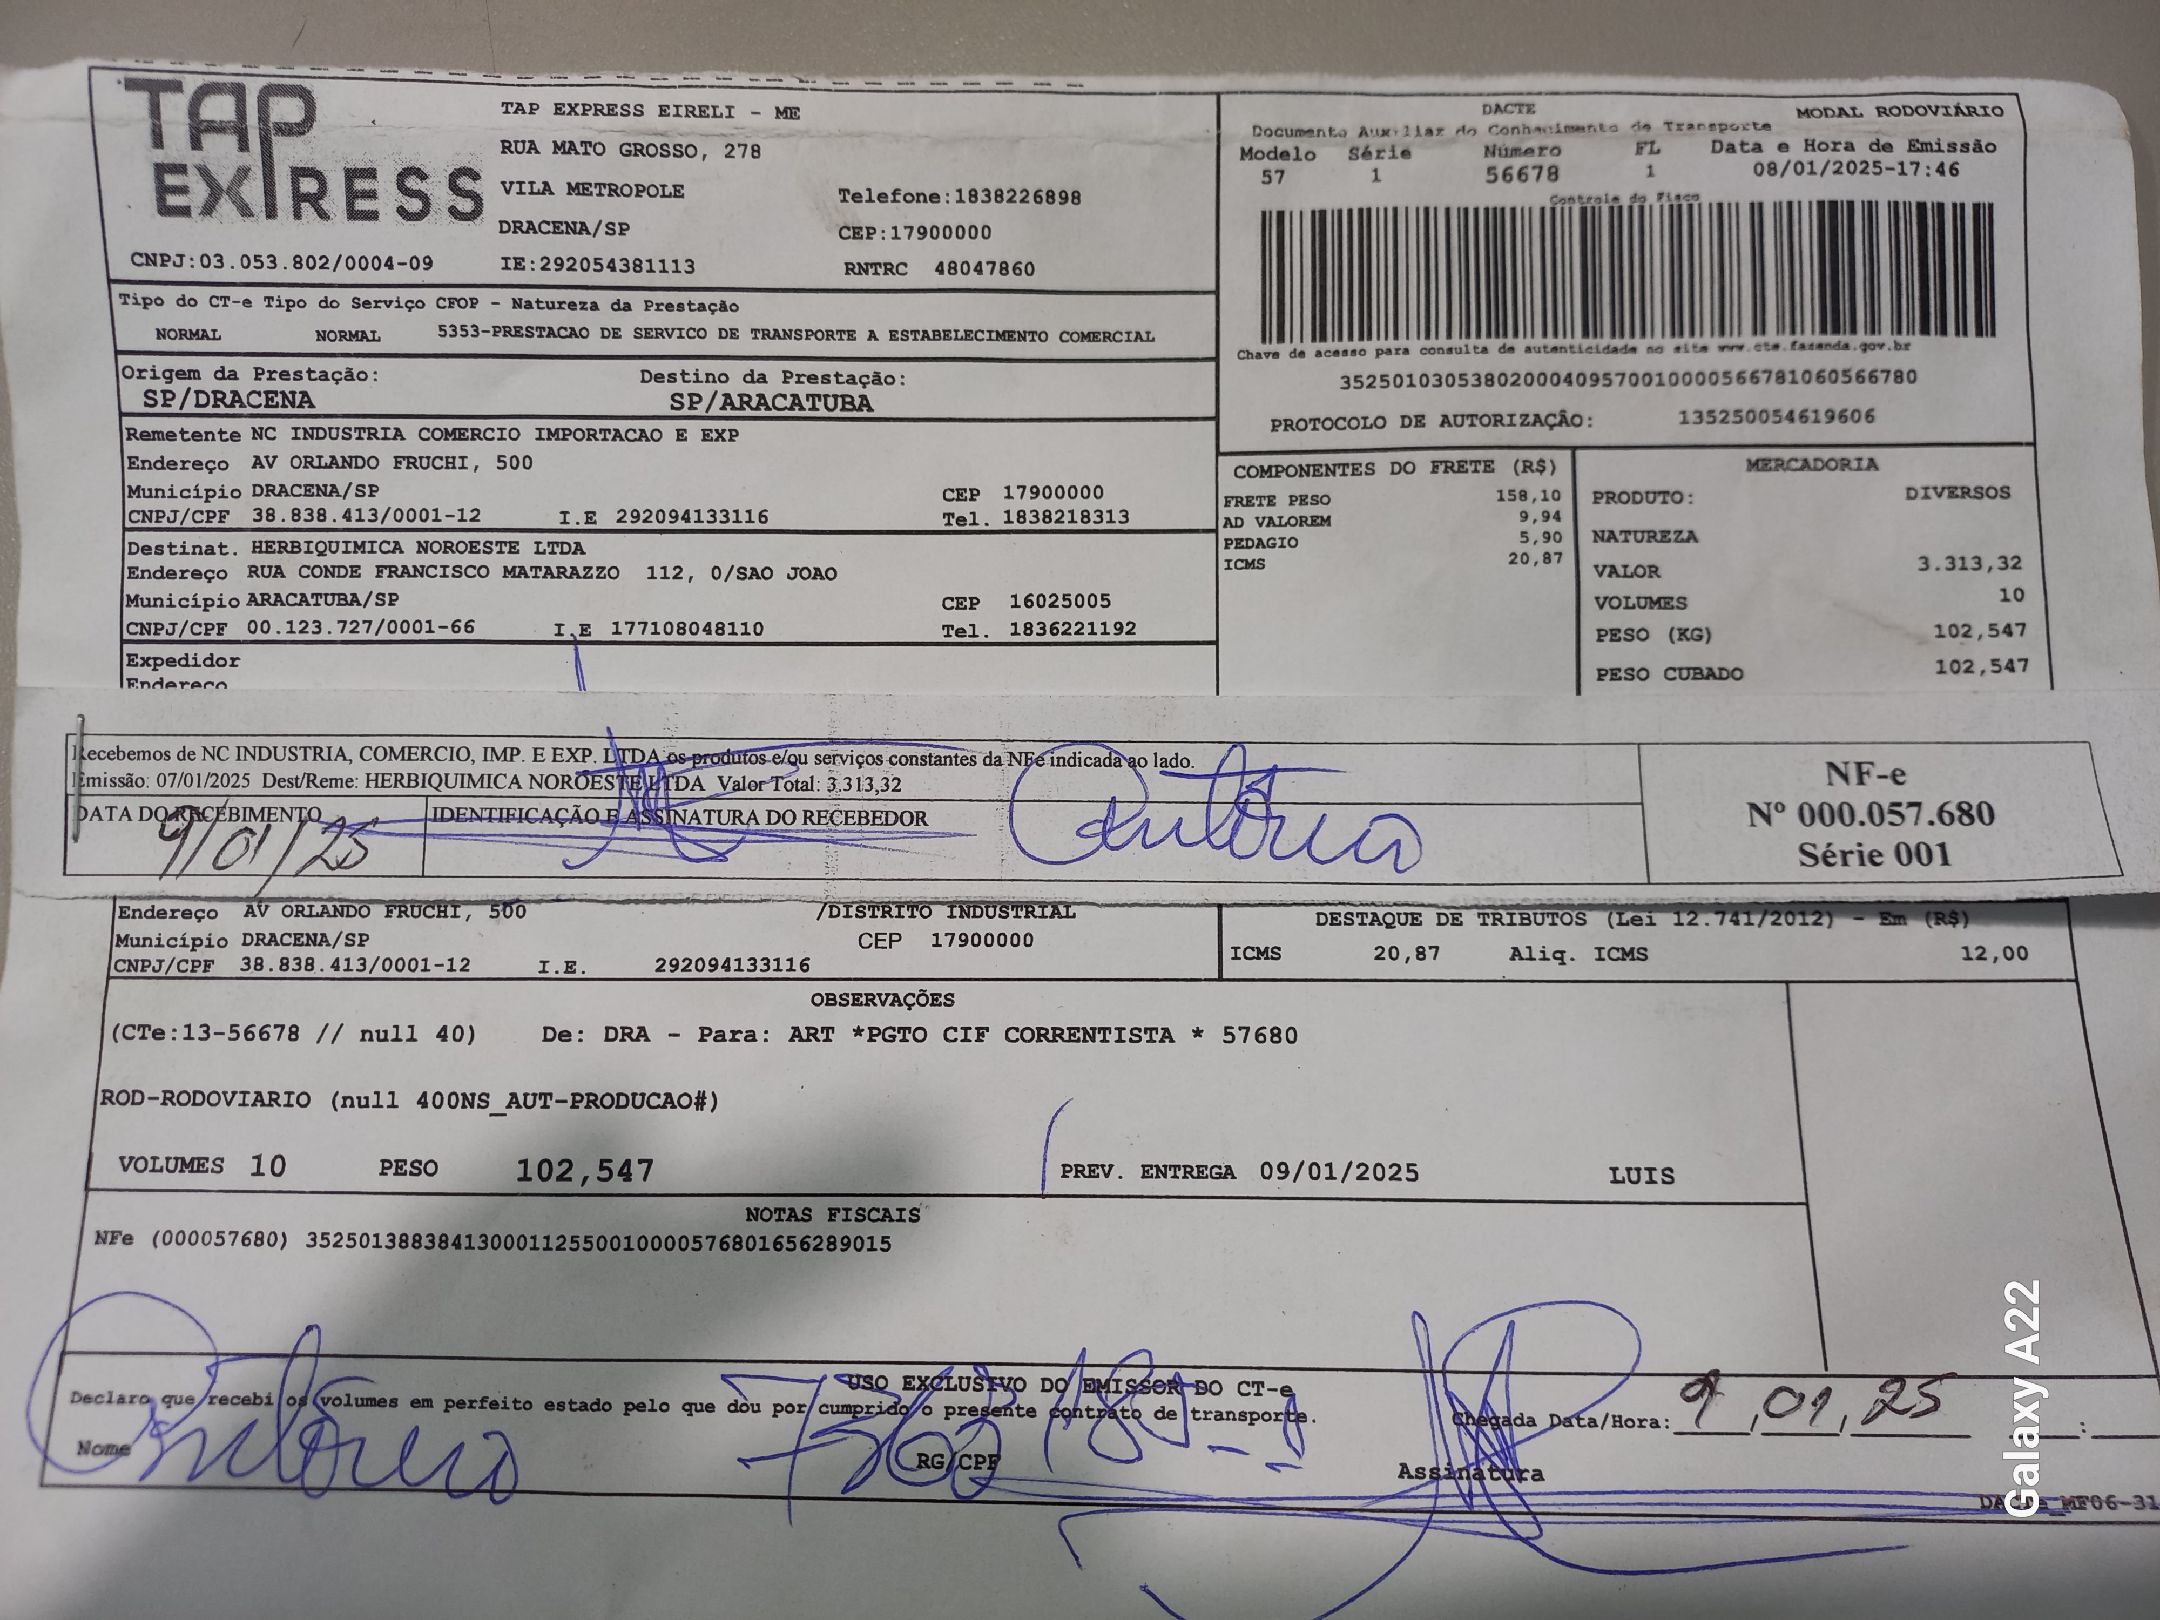 TAP EXPRESS
TAP EXPRESS EIRELI - ME
RUA MATO GROSSO, 278
VILA METROPOLE
Telefone:1838226898
DRACENA/SP
CEP:17900000
CNPJ:03.053.802/0004-09
IE:292054381113
RNTRC 48047860
DACTE
MODAL RODOVIÁRIO
Documento Auxiliar do Conhecimento de Transporte
Modelo Série Número FL Data e Hora de Emissão
57 1 56678 1 08/01/2025-17:46
Controle do Fisco
Chave de acesso para consulta de autenticidade no site www.cte.fazenda.gov.br
35250103053802000409570010000566781060566780
PROTOCOLO DE AUTORIZAÇÃO: 135250054619606
Tipo do CT-e Tipo do Serviço CFOP - Natureza da Prestação
NORMAL NORMAL 5353-PRESTACAO DE SERVICO DE TRANSPORTE A ESTABELECIMENTO COMERCIAL
Origem da Prestação: Destino da Prestação:
SP/DRACENA SP/ARACATUBA
Remetente NC INDUSTRIA COMERCIO IMPORTACAO E EXP
Endereço AV ORLANDO FRUCHI, 500
Município DRACENA/SP CEP 17900000
CNPJ/CPF 38.838.413/0001-12 I.E 292094133116 Tel. 1838218313
Destinat. HERBIQUIMICA NOROESTE LTDA
Endereço RUA CONDE FRANCISCO MATARAZZO 112, 0/SAO JOAO
Município ARACATUBA/SP CEP 16025005
CNPJ/CPF 00.123.727/0001-66 I.E 177108048110 Tel. 1836221192
Expedidor
Endereço
COMPONENTES DO FRETE (R$)
FRETE PESO 158,10
AD VALOREM 9,94
PEDAGIO 5,90
ICMS 20,87
MERCADORIA
PRODUTO: DIVERSOS
NATUREZA
VALOR 3.313,32
VOLUMES 10
PESO (KG) 102,547
PESO CUBADO 102,547
Recebemos de NC INDUSTRIA, COMERCIO, IMP. E EXP. LTDA os produtos e/ou serviços constantes da NFe indicada ao lado.
Emissão: 07/01/2025 Dest/Reme: HERBIQUIMICA NOROESTE LTDA Valor Total: 3.313,32
DATA DO RECEBIMENTO IDENTIFICAÇÃO E ASSINATURA DO RECEBEDOR
9/01/25 Antônio
NF-e
Nº 000.057.680
Série 001
Endereço AV ORLANDO FRUCHI, 500 /DISTRITO INDUSTRIAL
Município DRACENA/SP CEP 17900000
CNPJ/CPF 38.838.413/0001-12 I.E. 292094133116
DESTAQUE DE TRIBUTOS (Lei 12.741/2012) - Em (R$)
ICMS 20,87 Aliq. ICMS 12,00
OBSERVAÇÕES
(CTe:13-56678 // null 40) De: DRA - Para: ART *PGTO CIF CORRENTISTA * 57680
ROD-RODOVIARIO (null 400NS_AUT-PRODUCAO#)
VOLUMES 10 PESO 102,547 PREV. ENTREGA 09/01/2025 LUIS
NOTAS FISCAIS
NFe (000057680) 35250138838413000112550010000576801656289015
USO EXCLUSIVO DO EMISSOR DO CT-e
Declaro que recebi os volumes em perfeito estado pelo que dou por cumprido o presente contrato de transporte.
Chegada Data/Hora: 9,01,25 :
Nome Antônio RG/CPF Assinatura
Galaxy A22